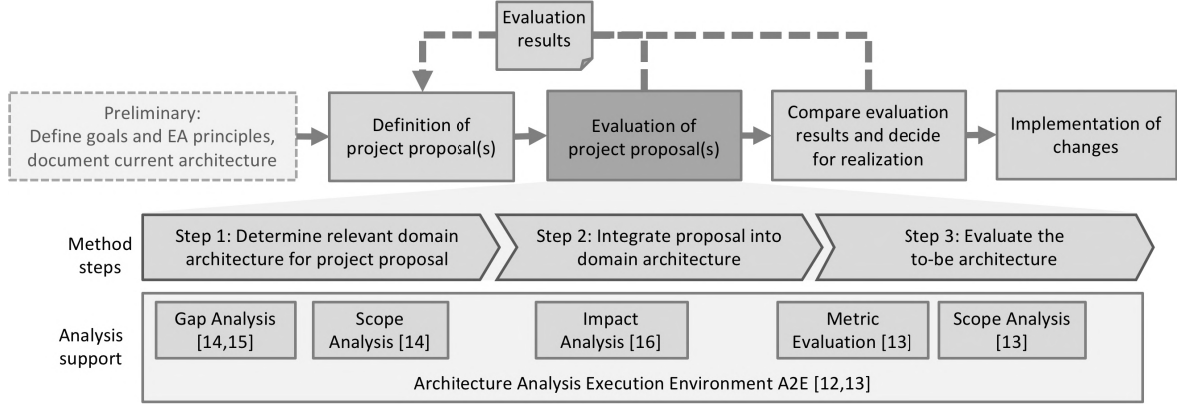 Evaluation
results
Preliminary:
Define goals and EA principles,
document current architecture
Definition of
project proposal(s)
Evaluation of
project proposal(s)
Compare evaluation
results and decide
for realization
Implementation of
changes
Method
steps
Step 1: Determine relevant domain
architecture for project proposal
Step 2: Integrate proposal into
domain architecture
Step 3: Evaluate the
to-be architecture
Analysis
support
Gap Analysis
[14,15]
Scope
Analysis [14]
Impact
Analysis [16]
Metric
Evaluation [13]
Scope Analysis
[13]
Architecture Analysis Execution Environment A2E [12,13]